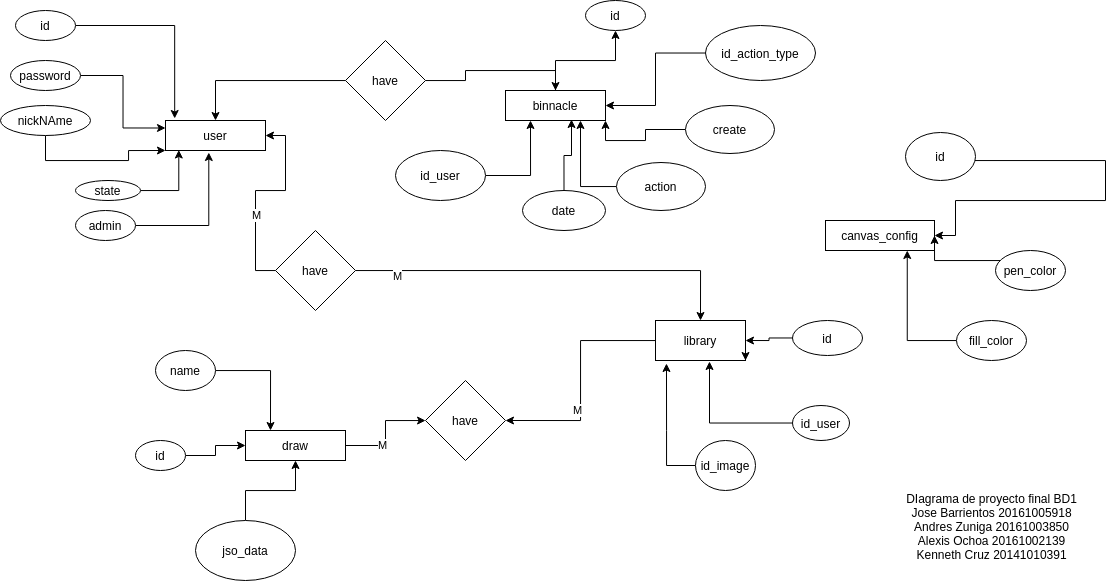 id
id
id_action_type
password
have
binnacle
nickNAme
user
create
id_user
action
id
state
date
admin
M
canvas_config
have
M
pen_color
library
id
fill_color
name
M
have
id_user
id
draw
M
id_image
jso_data
DIagrama de proyecto final BD1
Jose Barrientos 20161005918
Andres Zuniga 20161003850
Alexis Ochoa 20161002139
Kenneth Cruz 20141010391